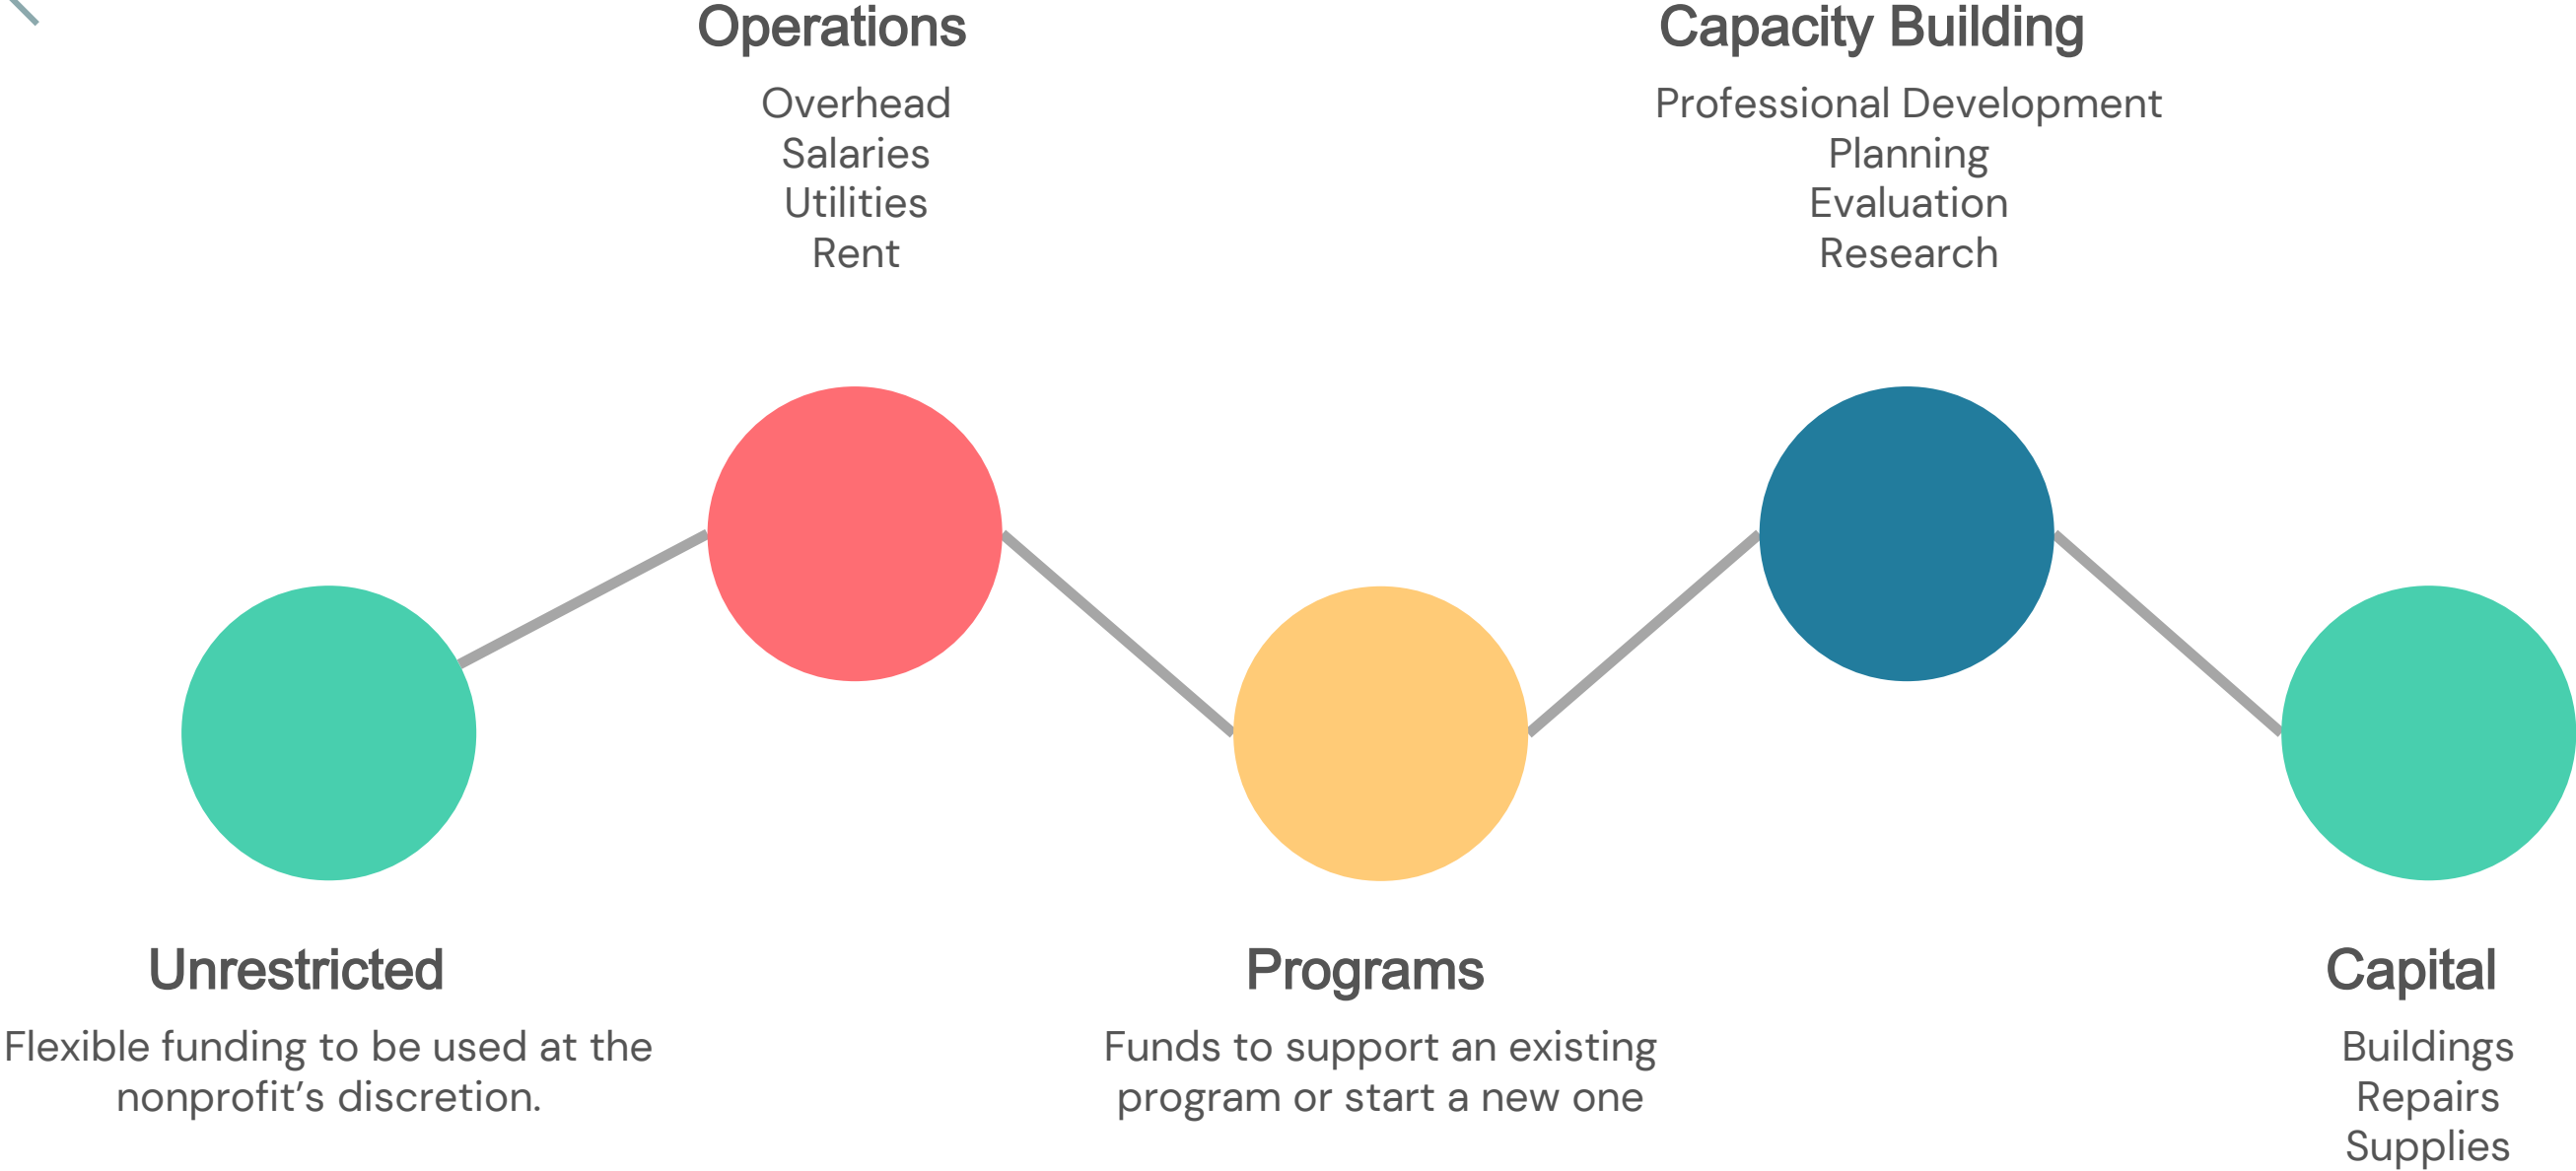 Operations
Overhead
Salaries
Utilities
Rent
Capacity Building
Professional Development
Planning
Evaluation
Research
Unrestricted
Flexible funding to be used at the
nonprofit’s discretion.
Programs
Funds to support an existing
program or start a new one
Capital
Buildings
Repairs
Supplies